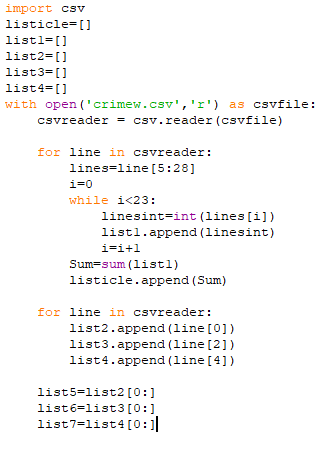 import csv
listicle=[]
list1=[]
list2=[]
list3=[]
list4=[]
with open('crimew.csv','r') as csvfile:
    csvreader = csv.reader(csvfile)

    for line in csvreader:
        lines=line[5:28]
        i=0
        while i<23:
            linesint=int(lines[i])
            list1.append(linesint)
            i=i+1
        Sum=sum(list1)
        listicle.append(Sum)

    for line in csvreader:
        list2.append(line[0])
        list3.append(line[2])
        list4.append(line[4])

    list5=list2[0:]
    list6=list3[0:]
    list7=list4[0:]